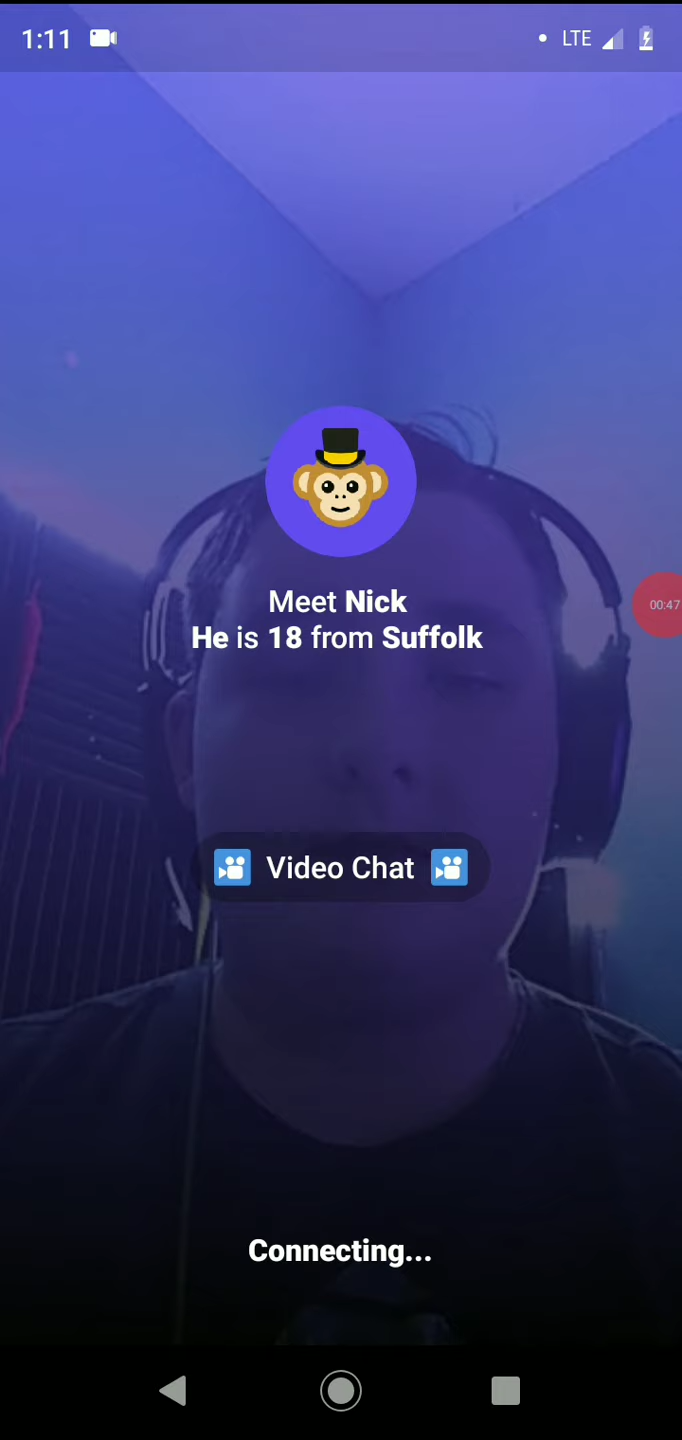 1:11 LTE
Meet Nick
He is 18 from Suffolk
00:47
Video Chat
Connecting...